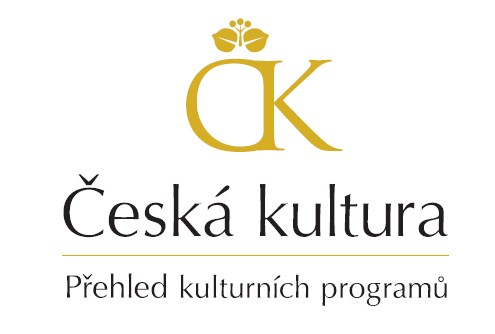 ČK
Česká kultura
Přehled kulturních programů